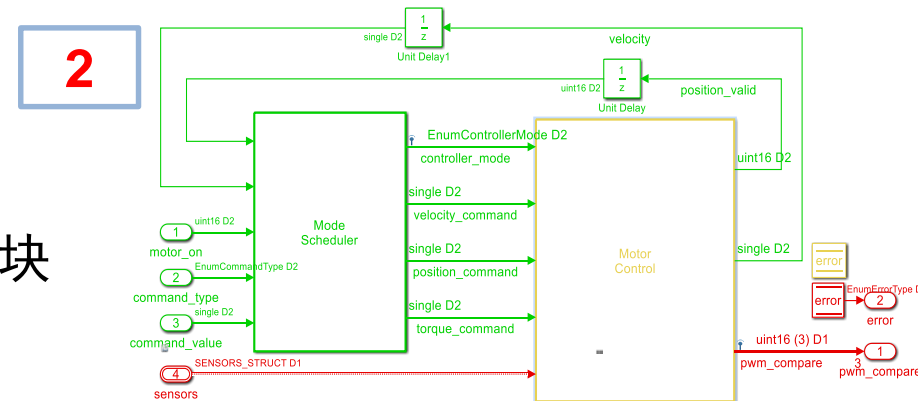 2
块
1
z
single D2
Unit Delay1
velocity
1
z
uint16 D2
Unit Delay
position_valid
EnumControllerMode D2
controller_mode
uint16 D2
single D2
velocity_command
Mode
Scheduler
Motor
Control
uint16 D2
1
motor_on
single D2
position_command
single D2
error
EnumCommandType D2
2
command_type
single D2
torque_command
error
EnumErrorType D
2
error
single D2
3
command_value
uint16 (3) D1
pwm_compare
1
3
pwm_compare
SENSORS_STRUCT D1
4
sensors